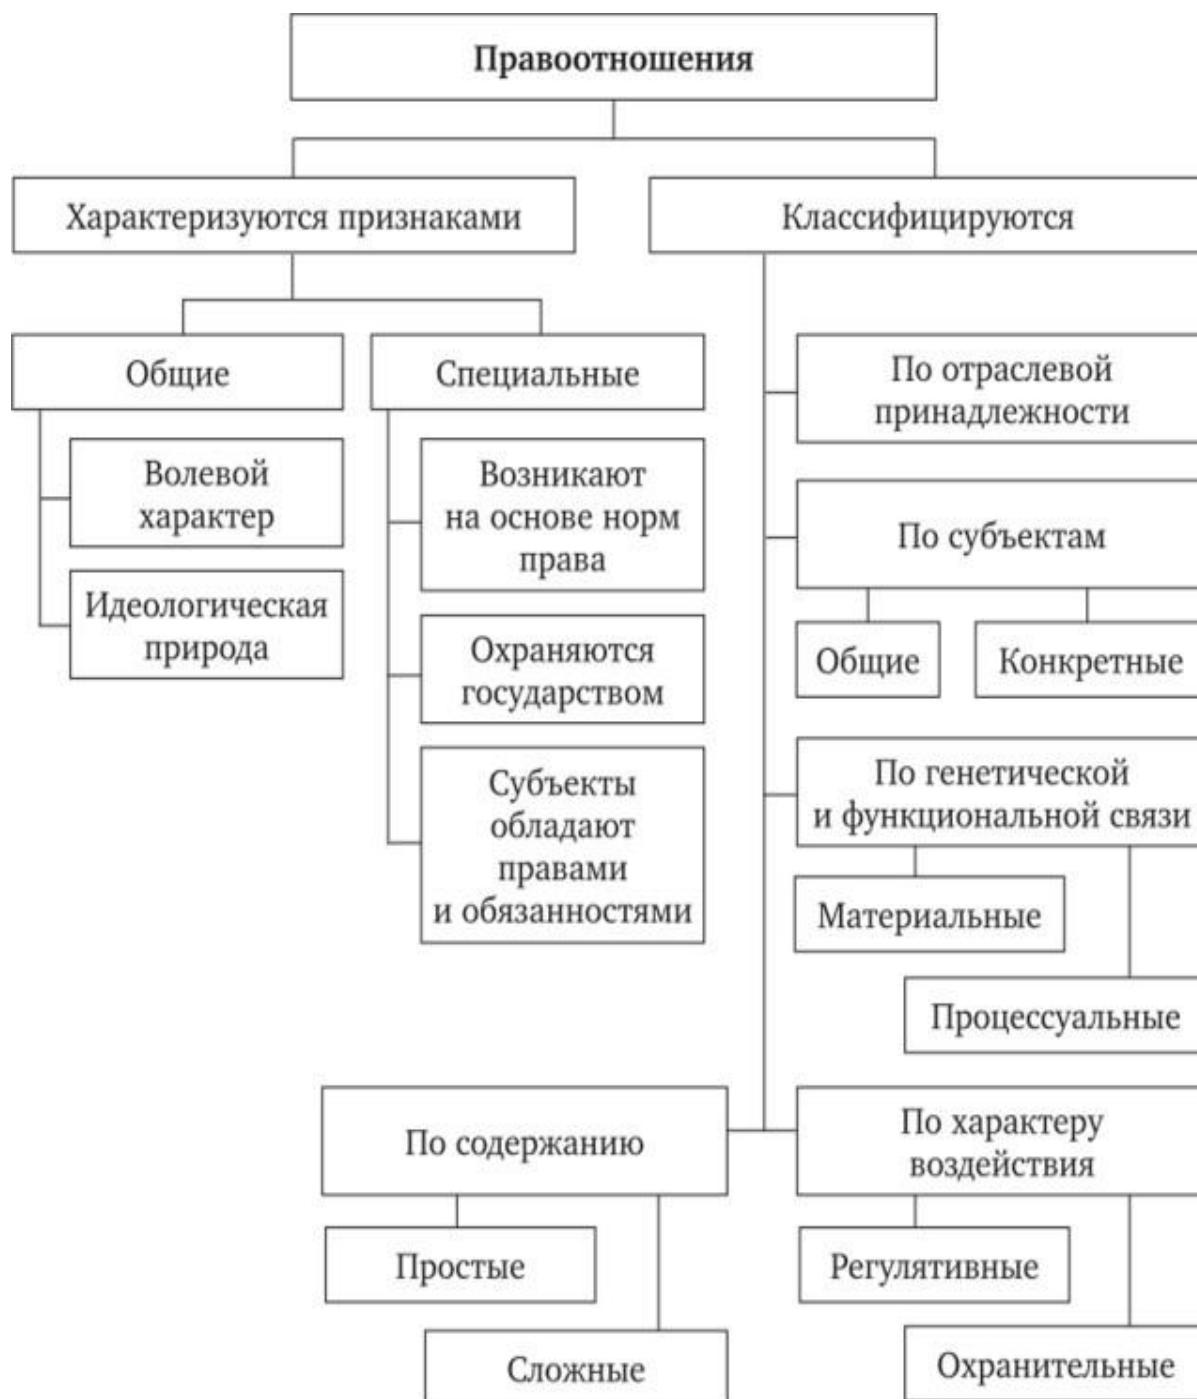 Правоотношения
Характеризуются признаками
Классифицируются
Общие
Специальные
Волевой
характер
Идеологическая
природа
Возникают
на основе норм
права
Охраняются
государством
Субъекты
обладают
правами
и обязанностями
По отраслевой
принадлежности
По субъектам
Общие
Конкретные
По генетической
и функциональной связи
Материальные
Процессуальные
По содержанию
Простые
Сложные
По характеру
воздействия
Регулятивные
Охранительные